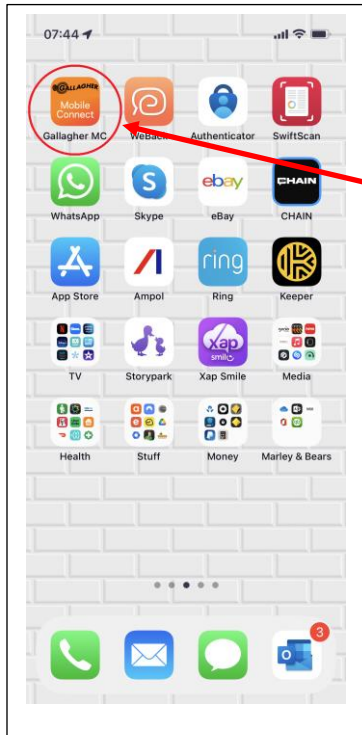 07:44
GALLAGHER
Mobile
Connect
Gallagher MC WeBack Authenticator SwiftScan
ebay CHAIN
WhatsApp Skype eBay CHAIN
ring
App Store Ampol Ring Keeper
xap
smile
TV Storypark Xap Smile Media
Health Stuff Money Marley & Bears
3